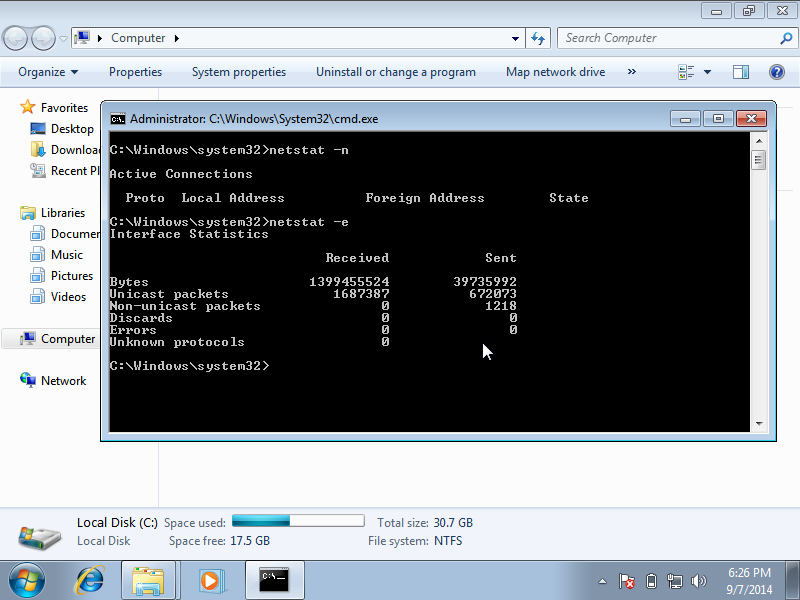 Computer
Search Computer
Organize Properties System properties Uninstall or change a program Map network drive »
Favorites
Desktop
Downloa
Recent Pl
Libraries
Documen
Music
Pictures
Videos
Computer
Network
Administrator: C:\Windows\System32\cmd.exe
C:\Windows\system32>netstat -n
Active Connections
Proto Local Address Foreign Address State
C:\Windows\system32>netstat -e
Interface Statistics
Received Sent
Bytes 1399455524 39735992
Unicast packets 1687387 672073
Non-unicast packets 0 1218
Discards 0 0
Errors 0 0
Unknown protocols 0
C:\Windows\system32>
Local Disk (C:) Space used: Total size: 30.7 GB
Local Disk Space free: 17.5 GB File system: NTFS
6:26 PM
9/7/2014